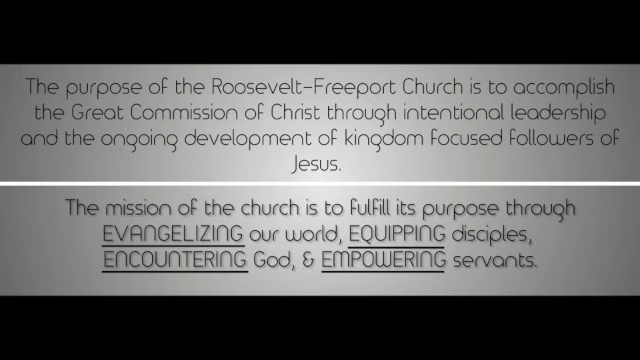 The purpose of the Roosevelt-Freeport Church is to accomplish
the Great Commission of Christ through intentional leadership
and the ongoing development of kingdom focused followers of
Jesus.
The mission of the church is to fulfill its purpose through
EVANGELIZING our world, EQUIPPING disciples,
ENCOUNTERING God, & EMPOWERING servants.